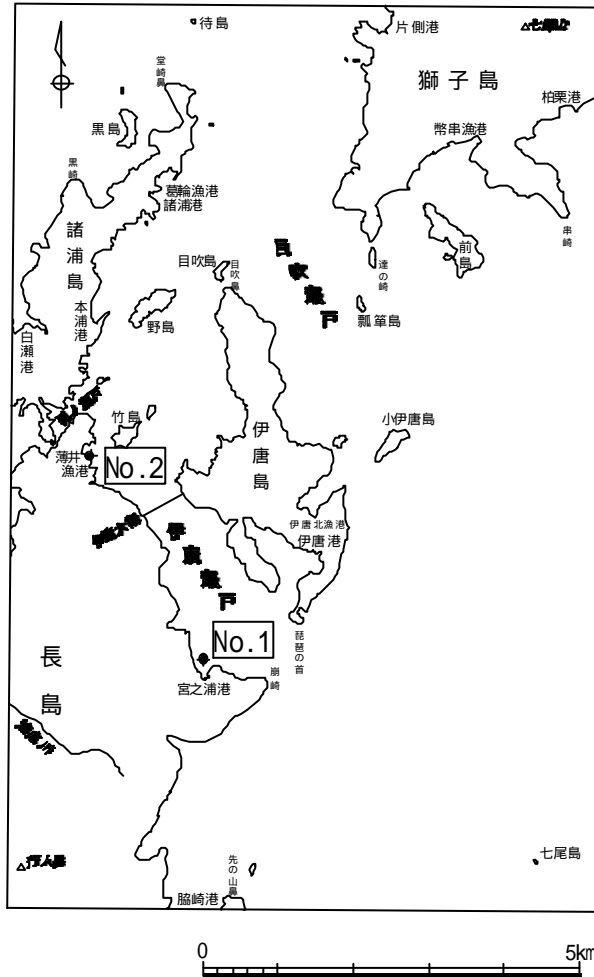 待島
片側港
堂崎鼻
獅子島
柏栗港
黒島
幣串漁港
黒崎
葛輪漁港
諸浦港
串崎
諸浦島
目吹島
目吹鼻
達の崎
前島
本浦港
野島
瓢箪島
白瀬港
竹島
伊唐島
小伊唐島
薄井漁港
No.2
伊唐北漁港
伊唐港
伊唐瀬戸
No.1
琵琶の首
長島
宮之浦港
崩崎
先の山鼻
七尾島
脇崎港
0
5km